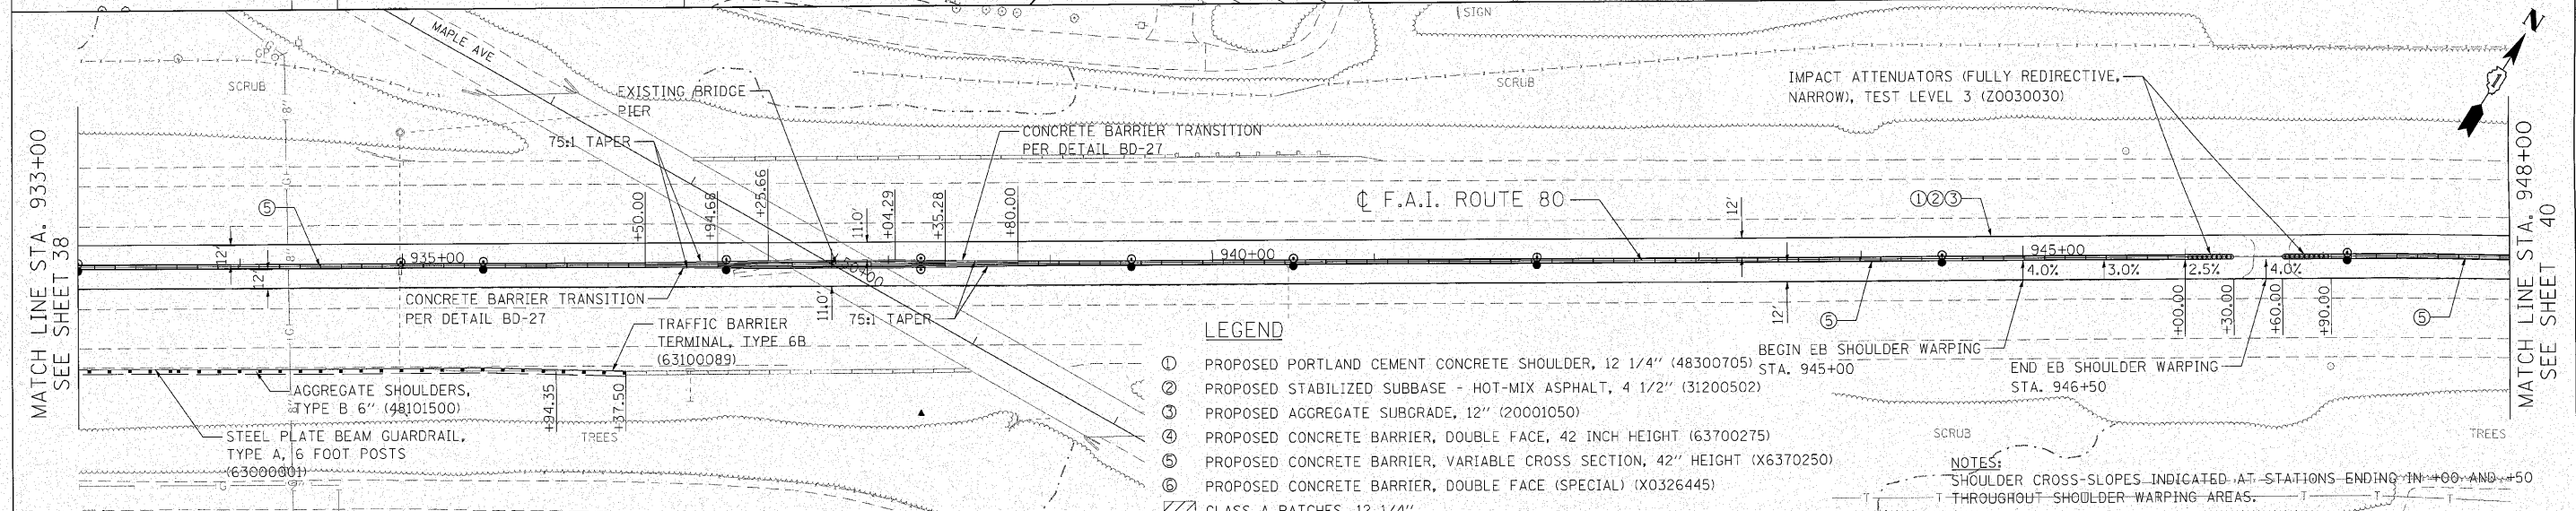 MATCH LINE STA. 933+00
SEE SHEET 38
MAPLE AVE
GP
SCRUB
8"
G
EXISTING BRIDGE
PIER
75:1 TAPER
CONCRETE BARRIER TRANSITION
PER DETAIL BD-27
SIGN
SCRUB
IMPACT ATTENUATORS (FULLY REDIRECTIVE,
NARROW), TEST LEVEL 3 (Z0030030)
N
⑤
12'
12'
935+00
+50.00
+94.68
+25.66
11.0'
+04.29
+35.28
+80.00
℄ F.A.I. ROUTE 80
12'
①②③
940+00
945+00
4.0%
3.0%
2.5%
4.0%
CONCRETE BARRIER TRANSITION
PER DETAIL BD-27
11.0'
75:1 TAPER
12'
⑤
+00.00
+30.00
+60.00
+90.00
⑤
TRAFFIC BARRIER
TERMINAL, TYPE 6B
(63100089)
AGGREGATE SHOULDERS,
TYPE B 6" (48101500)
+94.35
+37.50
STEEL PLATE BEAM GUARDRAIL,
TYPE A, 6 FOOT POSTS
(63000001)
TREES
G
8"
G
BEGIN EB SHOULDER WARPING
STA. 945+00
END EB SHOULDER WARPING
STA. 946+50
LEGEND
① PROPOSED PORTLAND CEMENT CONCRETE SHOULDER, 12 1/4" (48300705)
② PROPOSED STABILIZED SUBBASE - HOT-MIX ASPHALT, 4 1/2" (31200502)
③ PROPOSED AGGREGATE SUBGRADE, 12" (20001050)
④ PROPOSED CONCRETE BARRIER, DOUBLE FACE, 42 INCH HEIGHT (63700275)
⑤ PROPOSED CONCRETE BARRIER, VARIABLE CROSS SECTION, 42" HEIGHT (X6370250)
⑥ PROPOSED CONCRETE BARRIER, DOUBLE FACE (SPECIAL) (X0326445)
CLASS A PATCHES, 12 1/4"
SCRUB
TREES
NOTES:
SHOULDER CROSS-SLOPES INDICATED AT STATIONS ENDING IN +00 AND +50
THROUGHOUT SHOULDER WARPING AREAS.
T
T
T
T
T
MATCH LINE STA. 948+00
SEE SHEET 40